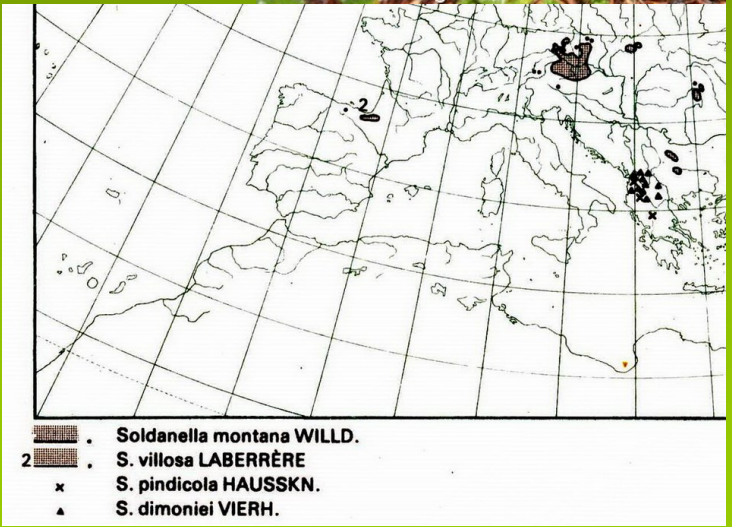 2
. Soldanella montana WILLD.
2 . S. villosa LABERRÈRE
x S. pindicola HAUSSKN.
▲ S. dimoniei VIERH.